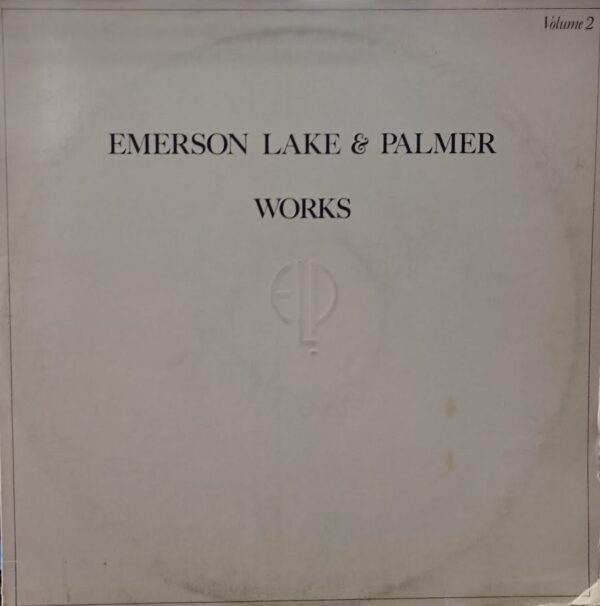 Volume 2
EMERSON LAKE & PALMER
WORKS
ELP